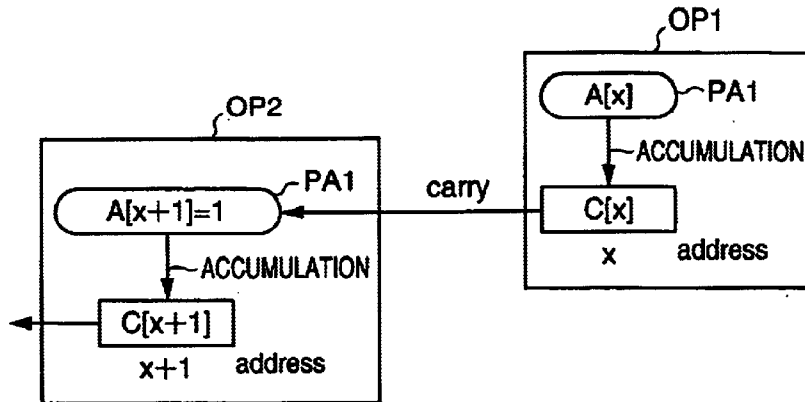 OP1
A[x]
PA1
ACCUMULATION
C[x]
x address
carry
OP2
PA1
A[x+1]=1
ACCUMULATION
C[x+1]
x+1 address